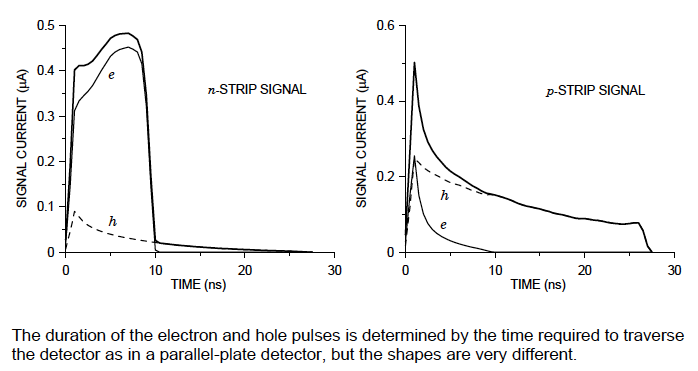 0.5
0.4
0.3
0.2
0.1
0
SIGNAL CURRENT (μA)
e
h
n-STRIP SIGNAL
0
10
20
30
TIME (ns)
0.6
0.4
0.2
0
SIGNAL CURRENT (μA)
p-STRIP SIGNAL
h
e
0
10
20
30
TIME (ns)
The duration of the electron and hole pulses is determined by the time required to traverse
the detector as in a parallel-plate detector, but the shapes are very different.